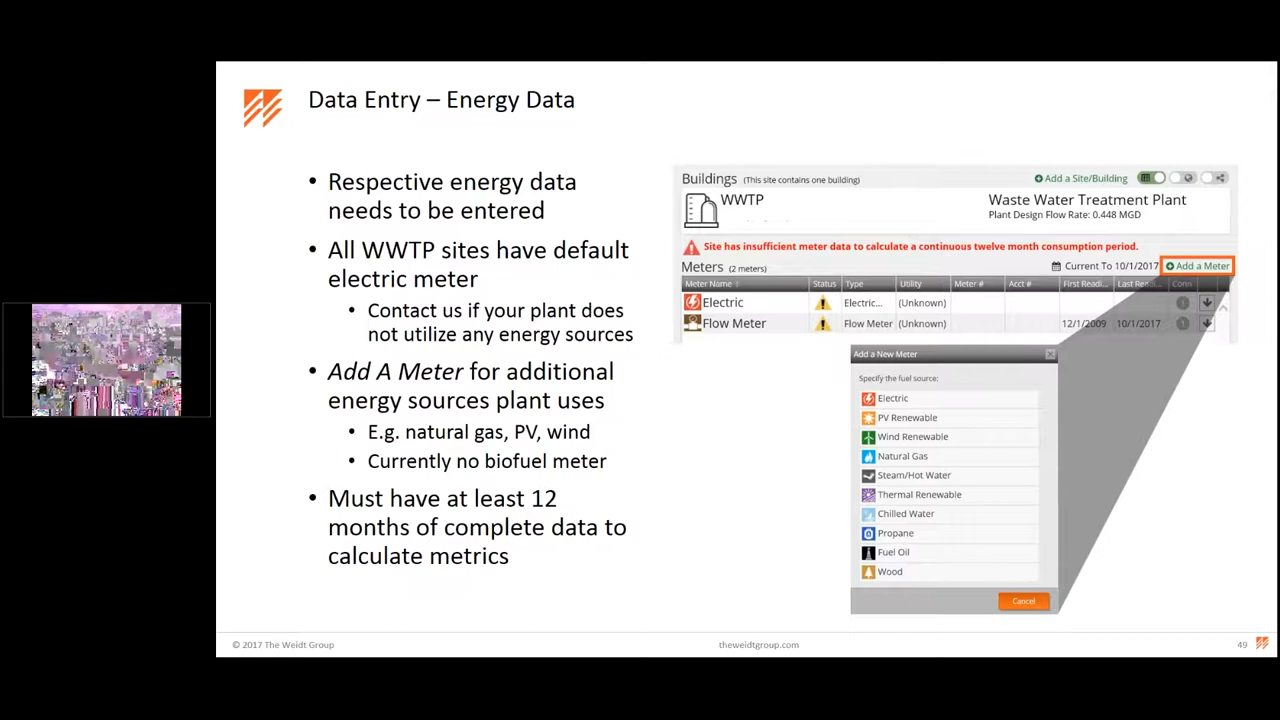 Data Entry – Energy Data
• Respective energy data
needs to be entered
• All WWTP sites have default
electric meter
• Contact us if your plant does
not utilize any energy sources
• Add A Meter for additional
energy sources plant uses
• E.g. natural gas, PV, wind
• Currently no biofuel meter
• Must have at least 12
months of complete data to
calculate metrics
Buildings (This site contains one building)
Add a Site/Building
WWTP
Waste Water Treatment Plant
Plant Design Flow Rate: 0.448 MGD
Site has insufficient meter data to calculate a continuous twelve month consumption period.
Meters (2 meters)
Current To 10/1/2017
Add a Meter
Meter Name Status Type Utility Meter # Acct # First Readi... Conn
Electric Electric... (Unknown)
Flow Meter Flow Meter (Unknown) 12/1/2009 10/1/2017
Add a New Meter
Specify the fuel source:
Electric
PV Renewable
Wind Renewable
Natural Gas
Steam/Hot Water
Thermal Renewable
Chilled Water
Propane
Fuel Oil
Wood
Cancel
© 2017 The Weidt Group
theweidtgroup.com
49